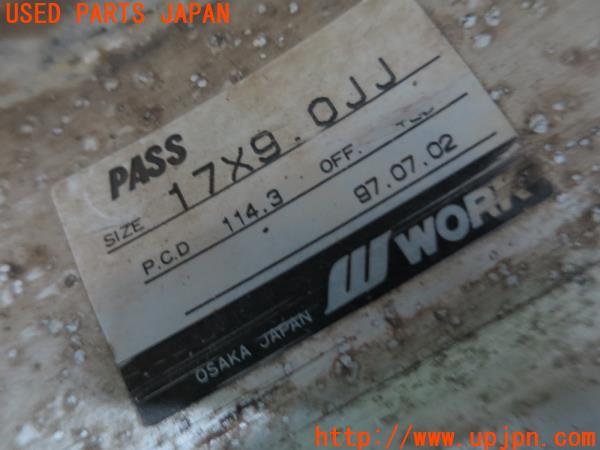 USED PARTS JAPAN
PASS
SIZE 17X9.0JJ
P.C.D 114.3 OFF.
97.07.02
W WORK
OSAKA JAPAN
http://www.upjpn.com